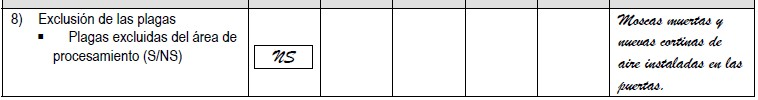 8) Exclusión de las plagas
▪ Plagas excluidas del área de
procesamiento (S/NS)
NS
Moscas muertas y
nuevas cortinas de
aire instaladas en las
puertas.